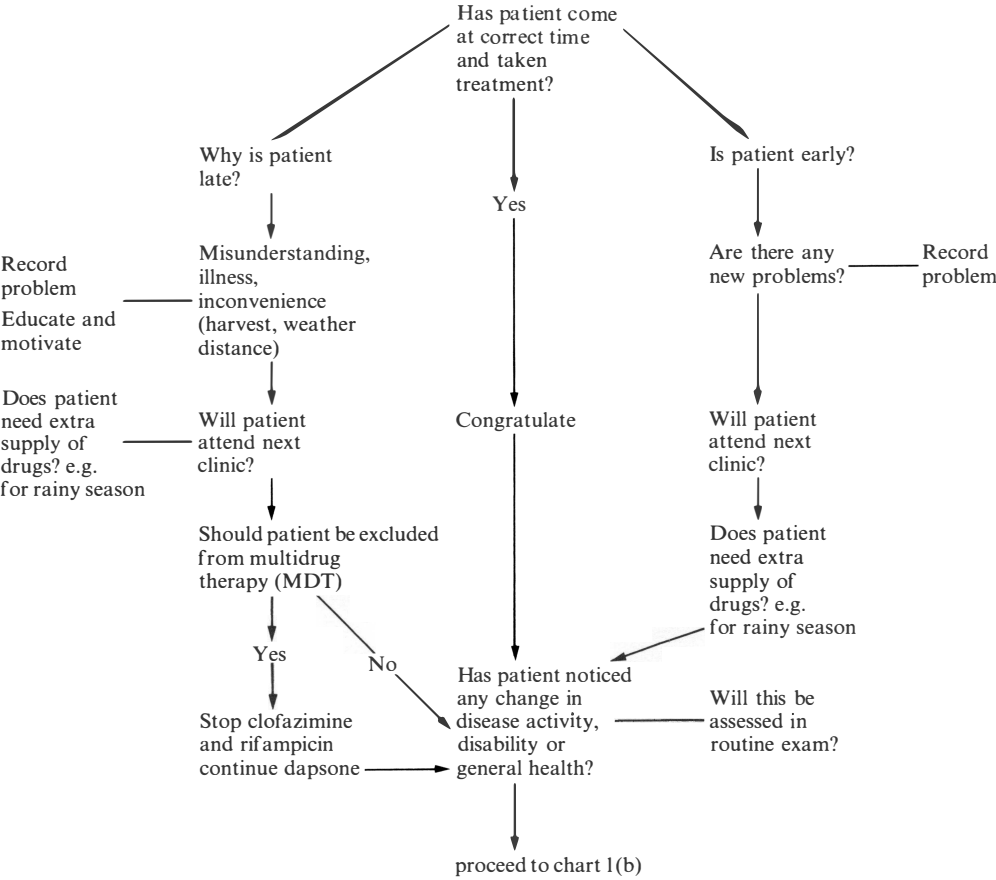 Has patient come
at correct time
and taken
treatment?
Why is patient
late?
Yes
Is patient early?
Record
problem
Educate and
motivate
Misunderstanding,
illness,
inconvenience
(harvest, weather
distance)
Are there any
new problems?
Record
problem
Does patient
need extra
supply of
drugs? e.g.
for rainy season
Will patient
attend next
clinic?
Congratulate
Will patient
attend next
clinic?
Should patient be excluded
from multidrug
therapy (MDT)
Does patient
need extra
supply of
drugs? e.g.
for rainy season
Yes
No
Stop clofazimine
and rifampicin
continue dapsone
Has patient noticed
any change in
disease activity,
disability or
general health?
Will this be
assessed in
routine exam?
proceed to chart 1(b)